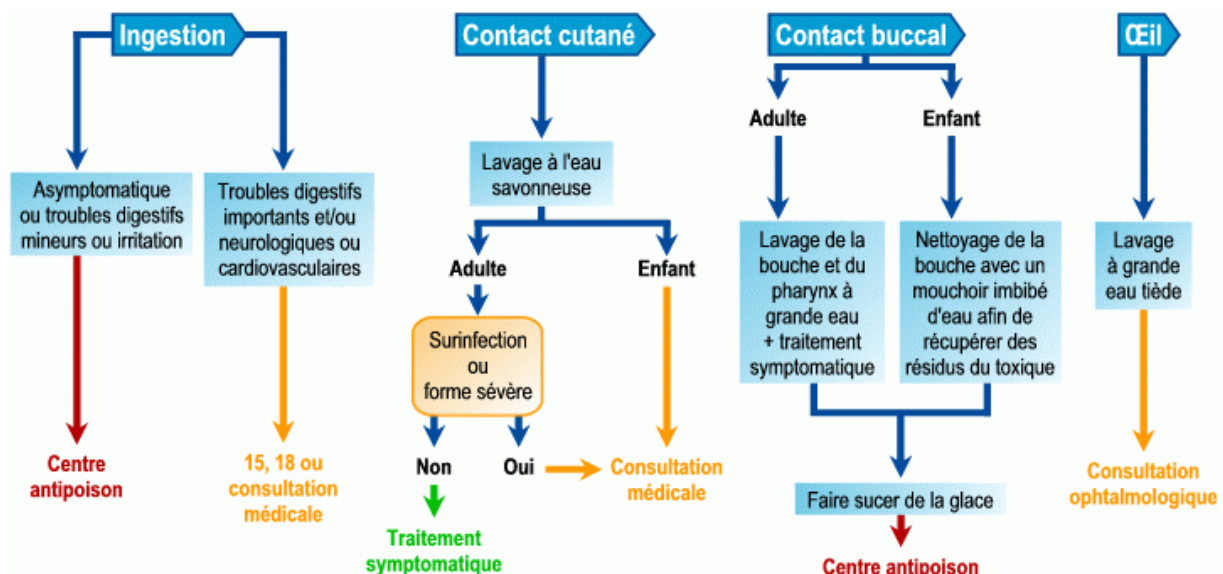 Ingestion
Asymptomatique
ou troubles digestifs
mineurs ou irritation
Centre
antipoison
Troubles digestifs
importants et/ou
neurologiques ou
cardiovasculaires
15, 18 ou
consultation
médicale
Contact cutané
Lavage à l'eau
savonneuse
Adulte
Enfant
Surinfection
ou
forme sévère
Non
Oui
Consultation
médicale
Traitement
symptomatique
Contact buccal
Adulte
Enfant
Lavage de la
bouche et du
pharynx à
grande eau
+ traitement
symptomatique
Nettoyage de la
bouche avec un
mouchoir imbibé
d'eau afin de
récupérer des
résidus du toxique
Faire sucer de la glace
Centre antipoison
Œil
Lavage
à grande
eau tiède
Consultation
ophtalmologique